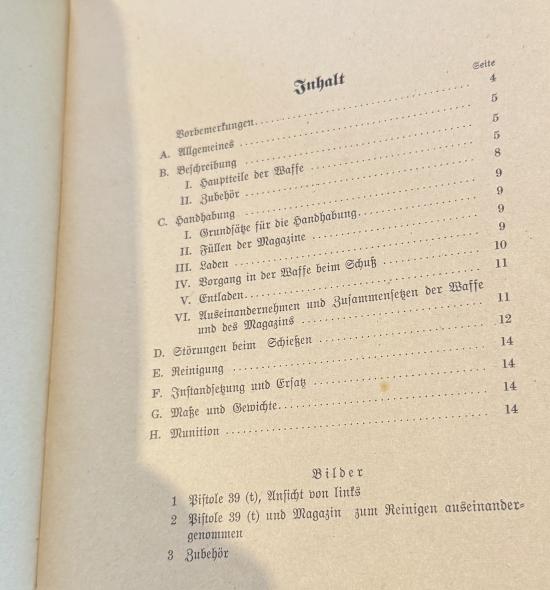 Inhalt
Seite
Vorbemerkungen. . . . . . . . . . . . . . . . . . . . . . . . 4
A. Allgemeines . . . . . . . . . . . . . . . . . . . . . . . . 5
B. Beschreibung . . . . . . . . . . . . . . . . . . . . . . . . 5
I. Hauptteile der Waffe . . . . . . . . . . . . . . . . . . 5
II. Zubehör . . . . . . . . . . . . . . . . . . . . . . . . 8
C. Handhabung . . . . . . . . . . . . . . . . . . . . . . . . 9
I. Grundsätze für die Handhabung. . . . . . . . . . . . 9
II. Füllen der Magazine . . . . . . . . . . . . . . . . . . 9
III. Laden . . . . . . . . . . . . . . . . . . . . . . . . 9
IV. Vorgang in der Waffe beim Schuß . . . . . . . . . . 10
V. Entladen. . . . . . . . . . . . . . . . . . . . . . . . 11
VI. Auseinandernehmen und Zusammensetzen der Waffe
und des Magazins . . . . . . . . . . . . . . . . . . 11
D. Störungen beim Schießen . . . . . . . . . . . . . . . . 12
E. Reinigung . . . . . . . . . . . . . . . . . . . . . . . . 14
F. Instandsetzung und Ersatz . . . . . . . . . . . . . . . . 14
G. Maße und Gewichte. . . . . . . . . . . . . . . . . . . . 14
H. Munition . . . . . . . . . . . . . . . . . . . . . . . . 14
Bilder
1 Pistole 39 (t), Ansicht von links
2 Pistole 39 (t) und Magazin zum Reinigen auseinander-
genommen
3 Zubehör